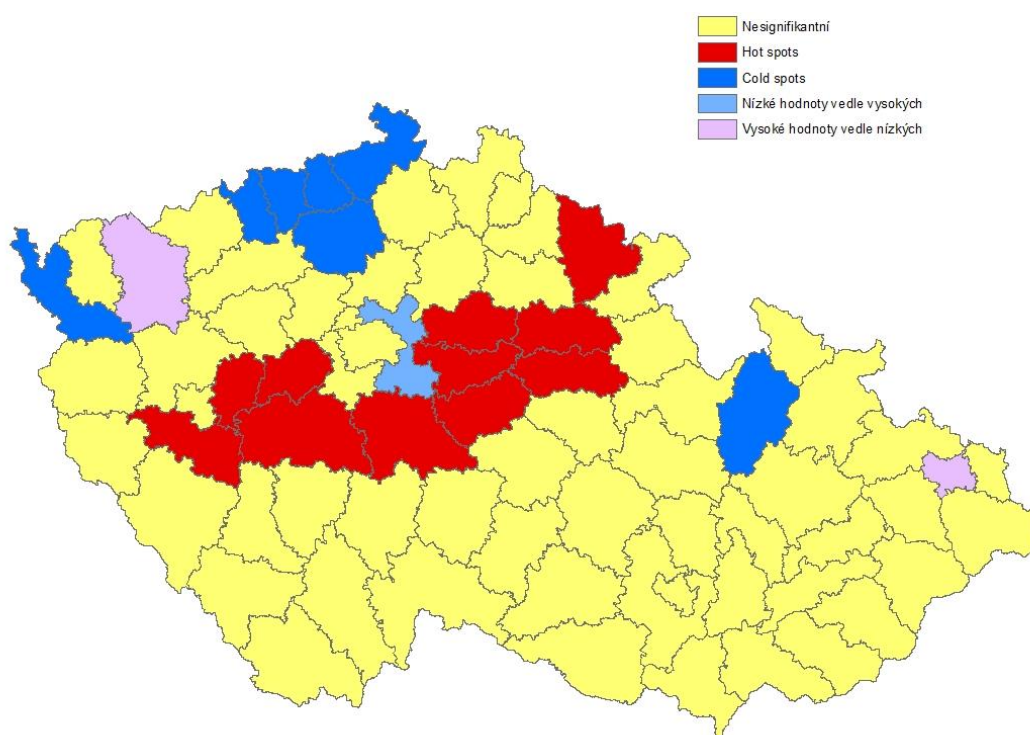 Nesignifikantní
Hot spots
Cold spots
Nízké hodnoty vedle vysokých
Vysoké hodnoty vedle nízkých